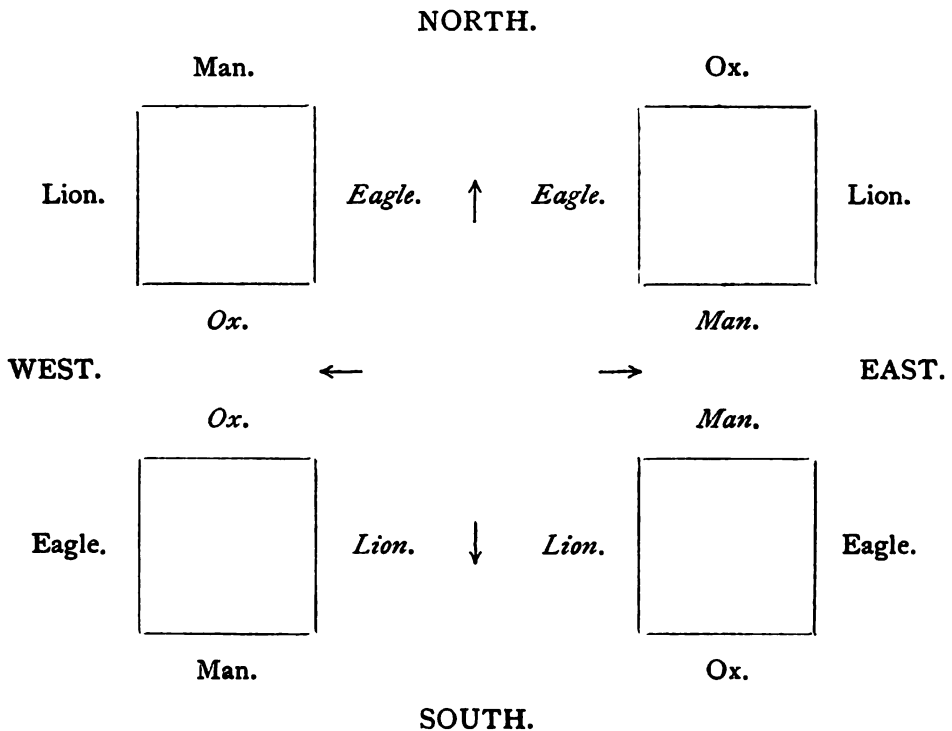 NORTH.
Man. Ox.
Lion. Eagle. ↑ Eagle. Lion.
Ox. Man.
WEST. ← → EAST.
Ox. Man.
Eagle. Lion. ↓ Lion. Eagle.
Man. Ox.
SOUTH.